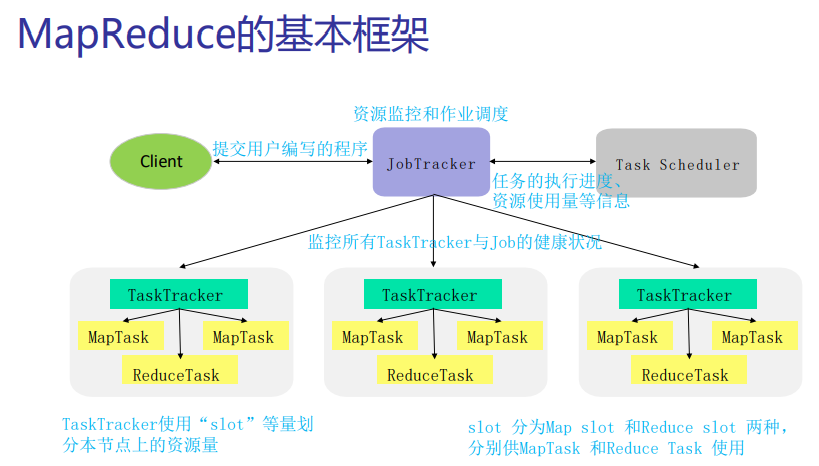 MapReduce的基本框架
资源监控和作业调度
提交用户编写的程序
Client
JobTracker
Task Scheduler
任务的执行进度、
资源使用量等信息
监控所有TaskTracker与Job的健康状况
TaskTracker
MapTask
MapTask
ReduceTask
TaskTracker
MapTask
MapTask
ReduceTask
TaskTracker
MapTask
MapTask
ReduceTask
TaskTracker使用“slot”等量划
分本节点上的资源量
slot 分为Map slot 和Reduce slot 两种，
分别供MapTask 和Reduce Task 使用